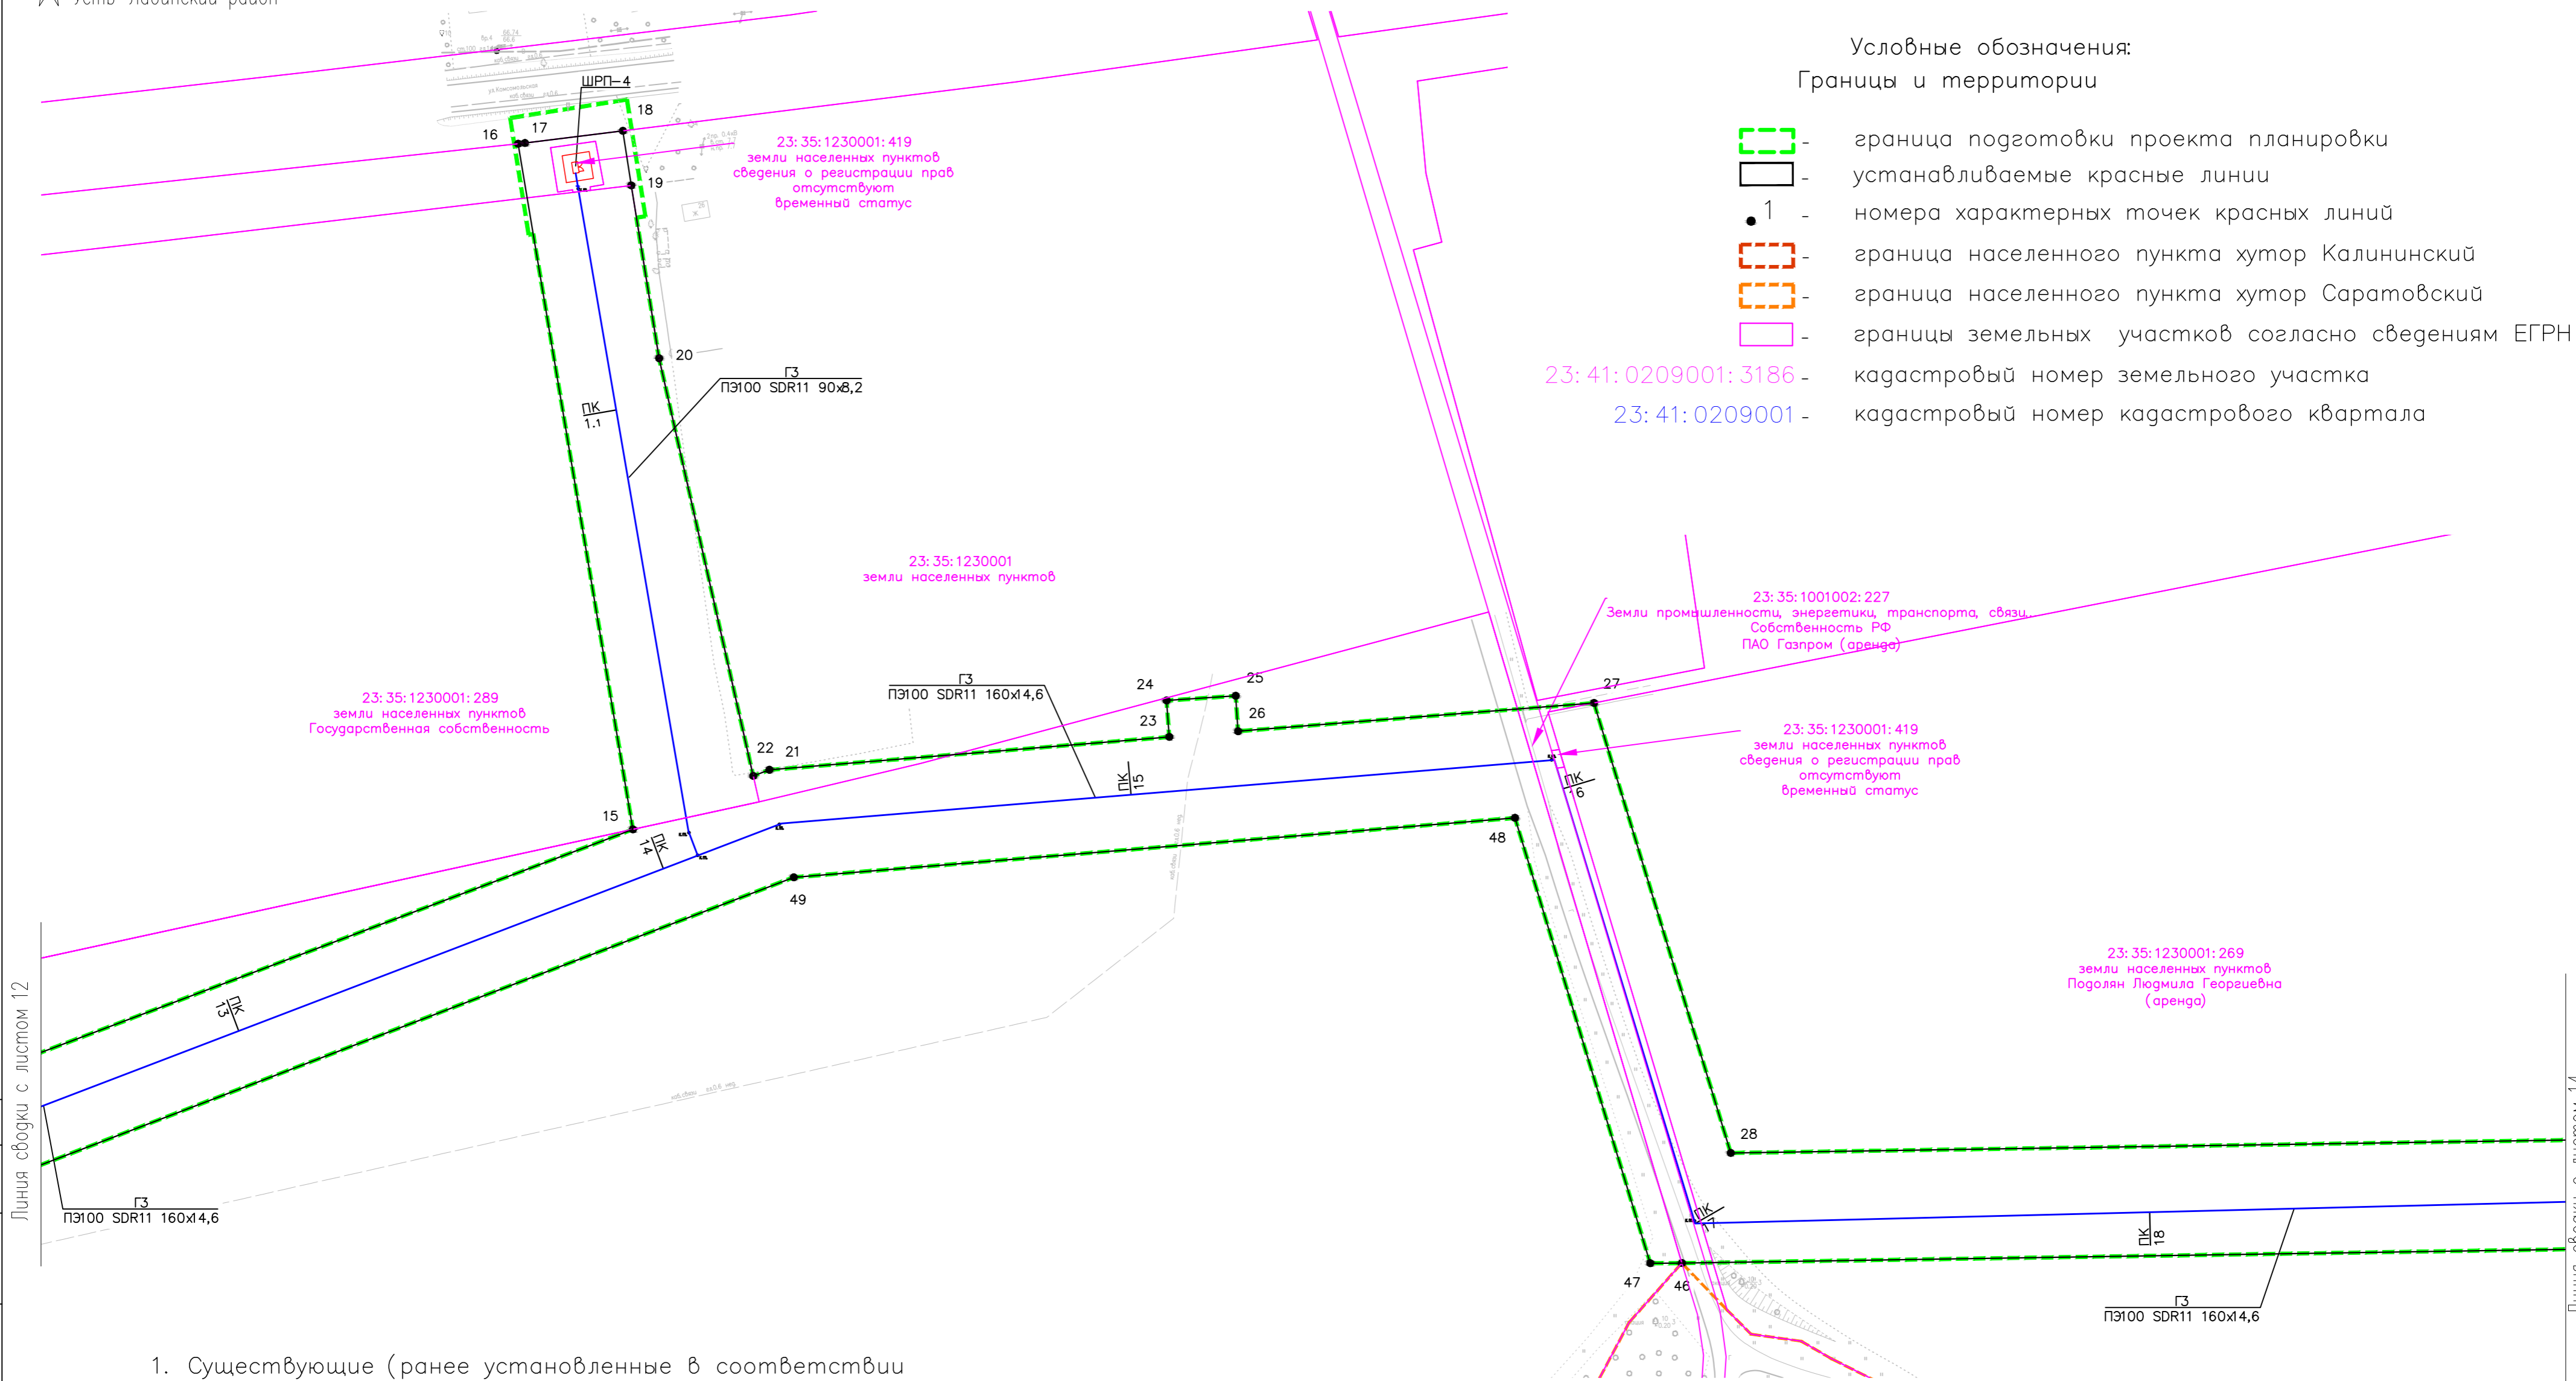 Усть-Лабинский район
Условные обозначения:
Границы и территории
- граница подготовки проекта планировки
- устанавливаемые красные линии
1 - номера характерных точек красных линий
- граница населенного пункта хутор Калининский
- граница населенного пункта хутор Саратовский
- границы земельных участков согласно сведениям ЕГРН
23:41:0209001:3186 - кадастровый номер земельного участка
23:41:0209001 - кадастровый номер кадастрового квартала
ул.Комсомольская
ШРП-4
16
17
18
19
20
23:35:1230001:419
земли населенных пунктов
сведения о регистрации прав
отсутствуют
временный статус
Г3
ПЭ100 SDR11 90х8,2
ПК
1.1
23:35:1230001
земли населенных пунктов
23:35:1001002:227
Земли промышленности, энергетики, транспорта, связи..
Собственность РФ
ПАО Газпром (аренда)
23:35:1230001:289
земли населенных пунктов
Государственная собственность
Г3
ПЭ100 SDR11 160х14,6
24
25
23
26
27
22
21
23:35:1230001:419
земли населенных пунктов
сведения о регистрации прав
отсутствуют
временный статус
ПК
15
ПК
16
15
ПК
14
48
49
23:35:1230001:269
земли населенных пунктов
Подолян Людмила Георгиевна
(аренда)
ПК
13
Линия сводки с листом 12
28
Г3
ПЭ100 SDR11 160х14,6
ПК
17
ПК
18
47
46
Г3
ПЭ100 SDR11 160х14,6
Линия сводки с листом 14
1. Существующие (ранее установленные в соответствии